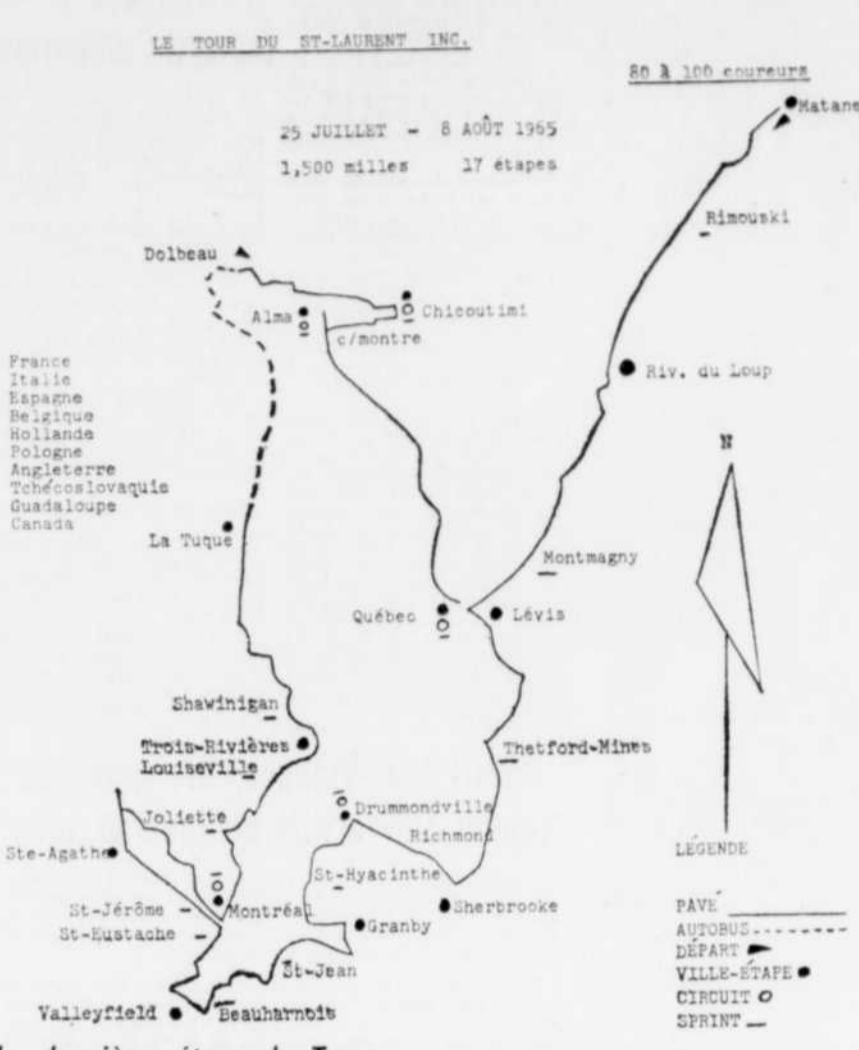 LE TOUR DU ST-LAURENT INC.
80 à 100 coureurs
25 JUILLET - 8 AOÛT 1965
1,500 milles 17 étapes
Matane
Rimouski
Dolbeau
Alma
Chicoutimi
c/montre
Riv. du Loup
France
Italie
Espagne
Belgique
Hollande
Pologne
Angleterre
Tchécoslovaquie
Guadaloupe
Canada
N
La Tuque
Montmagny
Québec
Lévis
Shawinigan
Trois-Rivières
Louiseville
Thetford-Mines
Joliette
Drummondville
Richmond
Ste-Agathe
St-Hyacinthe
St-Jérôme
Montréal
Sherbrooke
St-Eustache
Granby
St-Jean
Valleyfield
Beauharnois
LÉGENDE
PAVÉ
AUTOBUS
DÉPART
VILLE-ÉTAPE
CIRCUIT
SPRINT